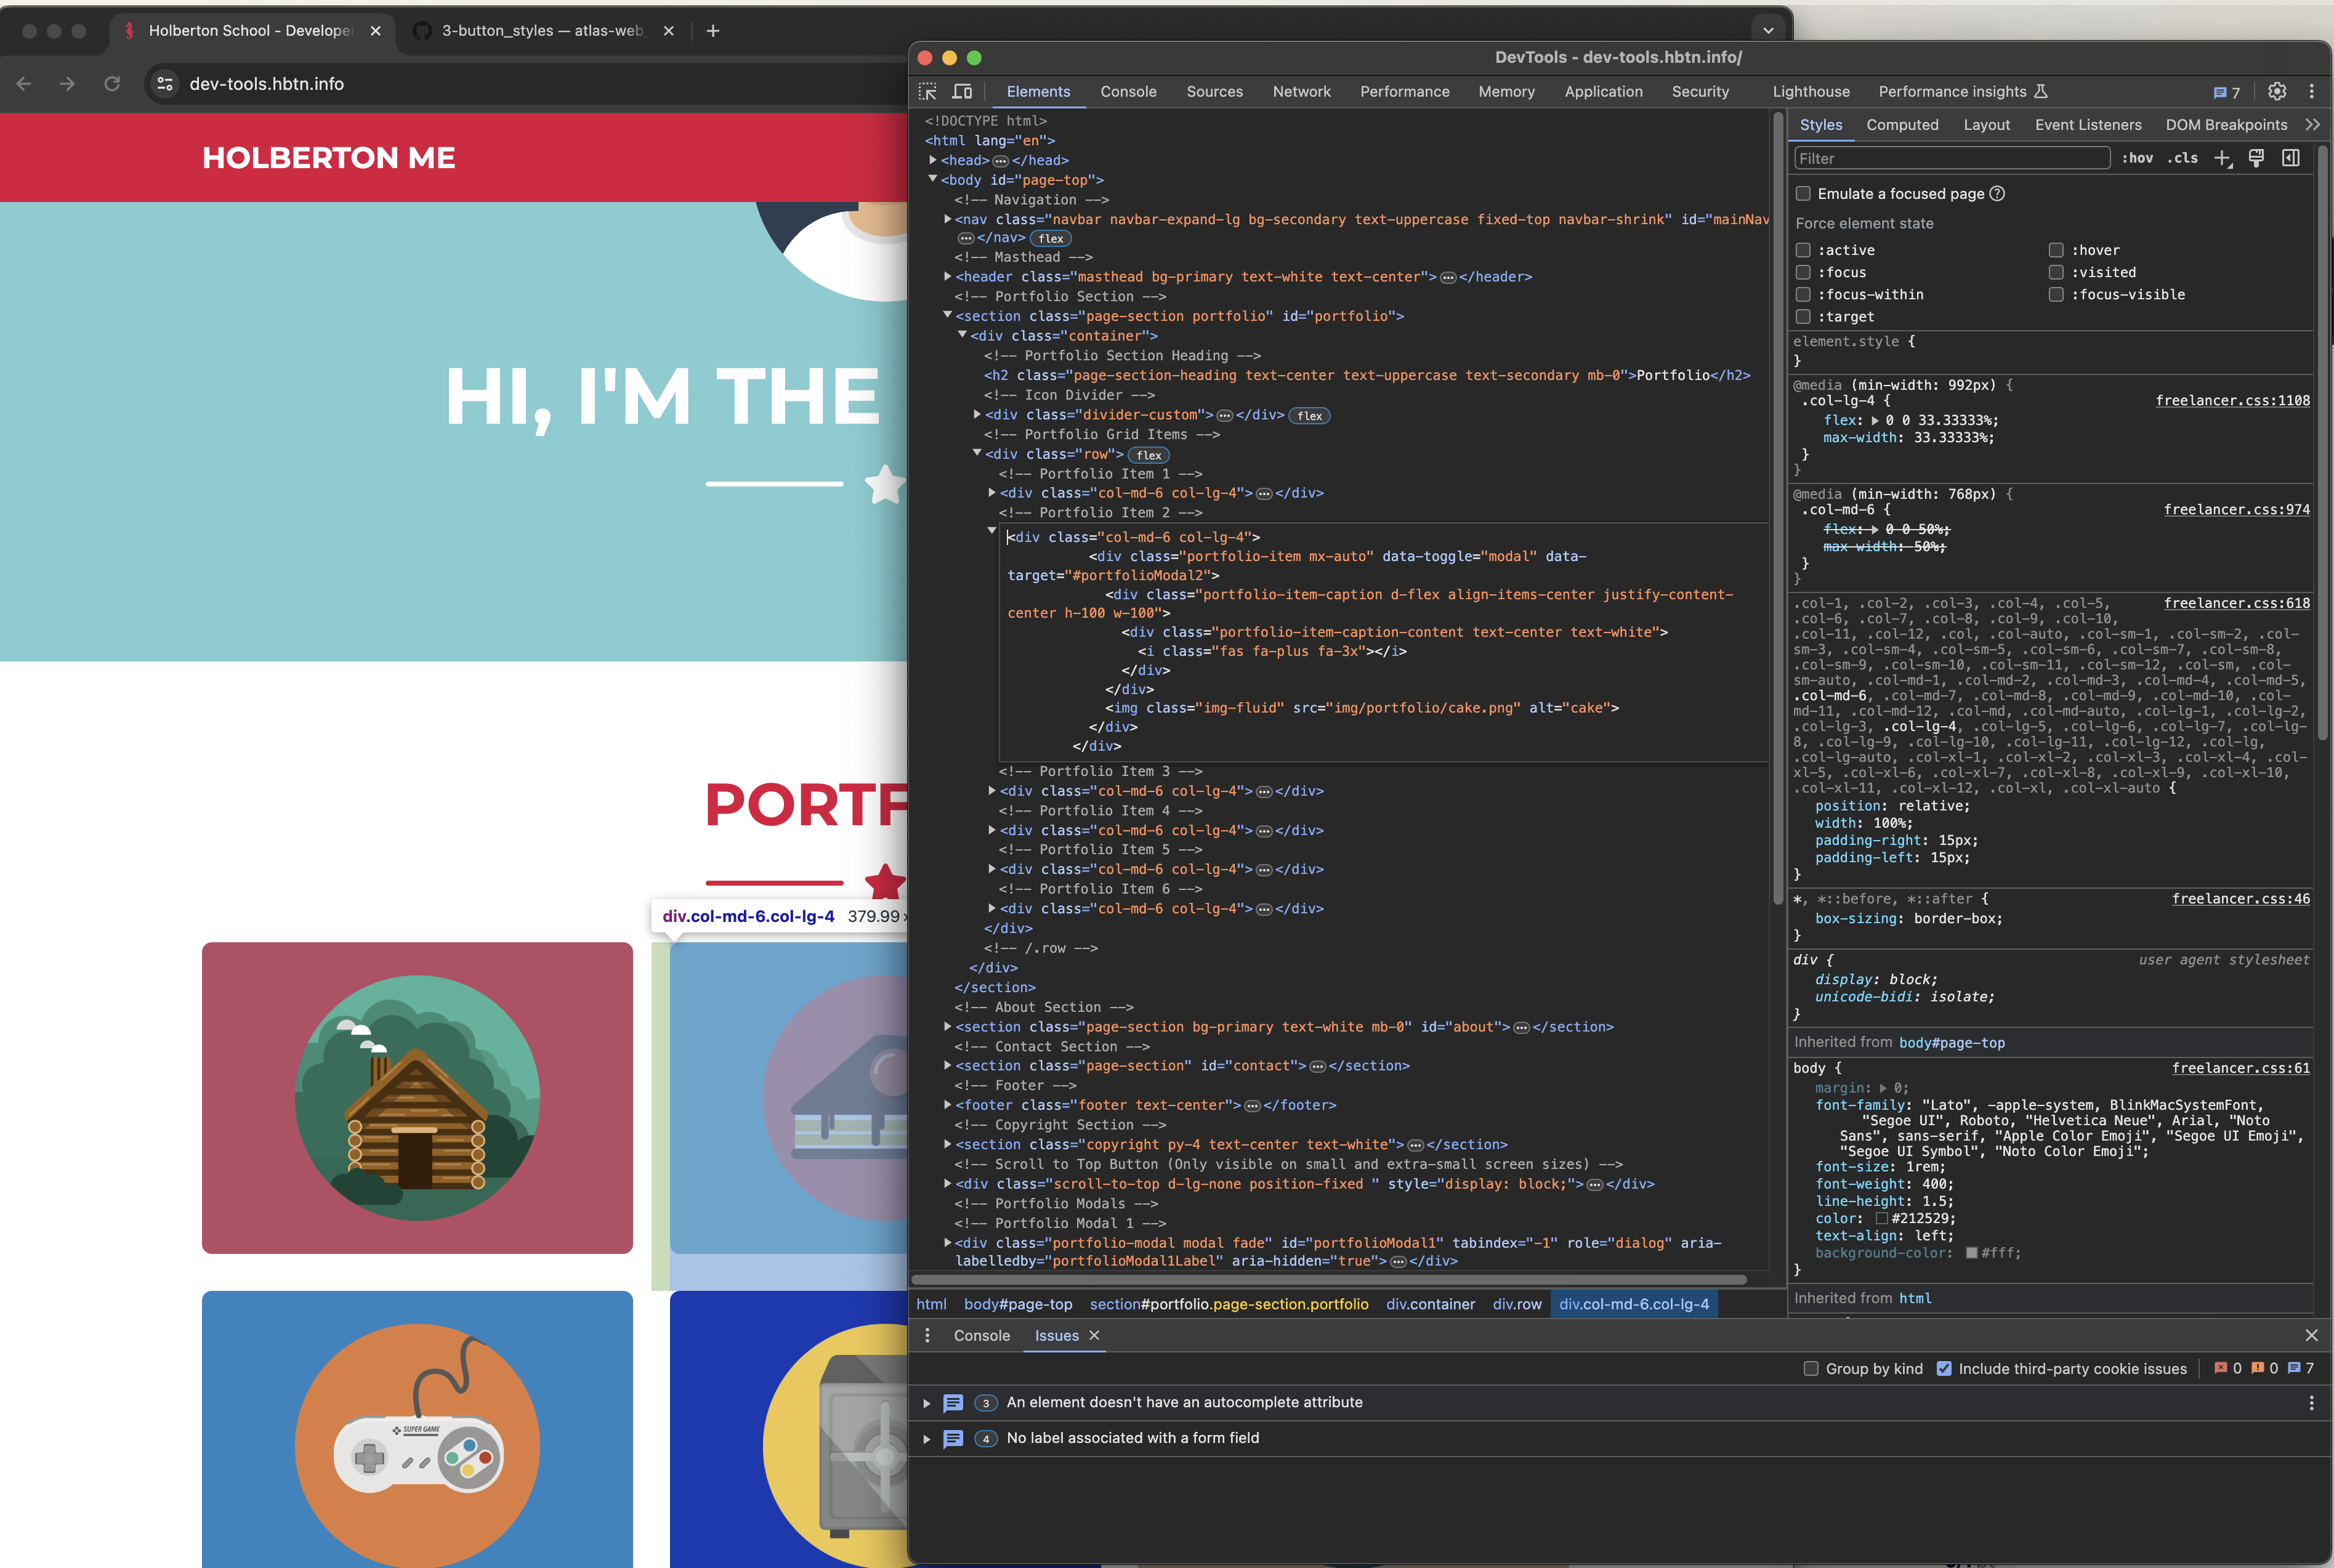 Holberton School - Develope
3-button_styles — atlas-web_
dev-tools.hbtn.info
HOLBERTON ME
HI, I'M THE
PORTF
div.col-md-6.col-lg-4 379.99 ×
SUPER GAME
DevTools - dev-tools.hbtn.info/
Elements Console Sources Network Performance Memory Application Security Lighthouse Performance insights 7
<!DOCTYPE html>
<html lang="en">
<head> ... </head>
<body id="page-top">
<!-- Navigation -->
<nav class="navbar navbar-expand-lg bg-secondary text-uppercase fixed-top navbar-shrink" id="mainNav
... </nav> flex
<!-- Masthead -->
<header class="masthead bg-primary text-white text-center"> ... </header>
<!-- Portfolio Section -->
<section class="page-section portfolio" id="portfolio">
<div class="container">
<!-- Portfolio Section Heading -->
<h2 class="page-section-heading text-center text-uppercase text-secondary mb-0">Portfolio</h2>
<!-- Icon Divider -->
<div class="divider-custom"> ... </div> flex
<!-- Portfolio Grid Items -->
<div class="row"> flex
<!-- Portfolio Item 1 -->
<div class="col-md-6 col-lg-4"> ... </div>
<!-- Portfolio Item 2 -->
<div class="col-md-6 col-lg-4">
<div class="portfolio-item mx-auto" data-toggle="modal" data-
target="#portfolioModal2">
<div class="portfolio-item-caption d-flex align-items-center justify-content-
center h-100 w-100">
<div class="portfolio-item-caption-content text-center text-white">
<i class="fas fa-plus fa-3x"></i>
</div>
</div>
<img class="img-fluid" src="img/portfolio/cake.png" alt="cake">
</div>
</div>
<!-- Portfolio Item 3 -->
<div class="col-md-6 col-lg-4"> ... </div>
<!-- Portfolio Item 4 -->
<div class="col-md-6 col-lg-4"> ... </div>
<!-- Portfolio Item 5 -->
<div class="col-md-6 col-lg-4"> ... </div>
<!-- Portfolio Item 6 -->
<div class="col-md-6 col-lg-4"> ... </div>
</div>
<!-- /.row -->
</div>
</section>
<!-- About Section -->
<section class="page-section bg-primary text-white mb-0" id="about"> ... </section>
<!-- Contact Section -->
<section class="page-section" id="contact"> ... </section>
<!-- Footer -->
<footer class="footer text-center"> ... </footer>
<!-- Copyright Section -->
<section class="copyright py-4 text-center text-white"> ... </section>
<!-- Scroll to Top Button (Only visible on small and extra-small screen sizes) -->
<div class="scroll-to-top d-lg-none position-fixed " style="display: block;"> ... </div>
<!-- Portfolio Modals -->
<!-- Portfolio Modal 1 -->
<div class="portfolio-modal modal fade" id="portfolioModal1" tabindex="-1" role="dialog" aria-
labelledby="portfolioModal1Label" aria-hidden="true"> ... </div>
html body#page-top section#portfolio.page-section.portfolio div.container div.row div.col-md-6.col-lg-4
Styles Computed Layout Event Listeners DOM Breakpoints
Filter :hov .cls
Emulate a focused page
Force element state
:active :hover
:focus :visited
:focus-within :focus-visible
:target
element.style {
}
@media (min-width: 992px) {
.col-lg-4 { freelancer.css:1108
flex: 0 0 33.33333%;
max-width: 33.33333%;
}
}
@media (min-width: 768px) {
.col-md-6 { freelancer.css:974
flex: 0 0 50%;
max-width: 50%;
}
}
.col-1, .col-2, .col-3, .col-4, .col-5, freelancer.css:618
.col-6, .col-7, .col-8, .col-9, .col-10,
.col-11, .col-12, .col, .col-auto, .col-sm-1, .col-sm-2, .col-
sm-3, .col-sm-4, .col-sm-5, .col-sm-6, .col-sm-7, .col-sm-8,
.col-sm-9, .col-sm-10, .col-sm-11, .col-sm-12, .col-sm, .col-
sm-auto, .col-md-1, .col-md-2, .col-md-3, .col-md-4, .col-md-5,
.col-md-6, .col-md-7, .col-md-8, .col-md-9, .col-md-10, .col-
md-11, .col-md-12, .col-md, .col-md-auto, .col-lg-1, .col-lg-2,
.col-lg-3, .col-lg-4, .col-lg-5, .col-lg-6, .col-lg-7, .col-lg-
8, .col-lg-9, .col-lg-10, .col-lg-11, .col-lg-12, .col-lg,
.col-lg-auto, .col-xl-1, .col-xl-2, .col-xl-3, .col-xl-4, .col-
xl-5, .col-xl-6, .col-xl-7, .col-xl-8, .col-xl-9, .col-xl-10,
.col-xl-11, .col-xl-12, .col-xl, .col-xl-auto {
position: relative;
width: 100%;
padding-right: 15px;
padding-left: 15px;
}
*, *::before, *::after { freelancer.css:46
box-sizing: border-box;
}
div { user agent stylesheet
display: block;
unicode-bidi: isolate;
}
Inherited from body#page-top
body { freelancer.css:61
margin: 0;
font-family: "Lato", -apple-system, BlinkMacSystemFont,
"Segoe UI", Roboto, "Helvetica Neue", Arial, "Noto
Sans", sans-serif, "Apple Color Emoji", "Segoe UI Emoji",
"Segoe UI Symbol", "Noto Color Emoji";
font-size: 1rem;
font-weight: 400;
line-height: 1.5;
color: #212529;
text-align: left;
background-color: #fff;
}
Inherited from html
Console Issues
Group by kind Include third-party cookie issues 0 0 7
3 An element doesn't have an autocomplete attribute
4 No label associated with a form field